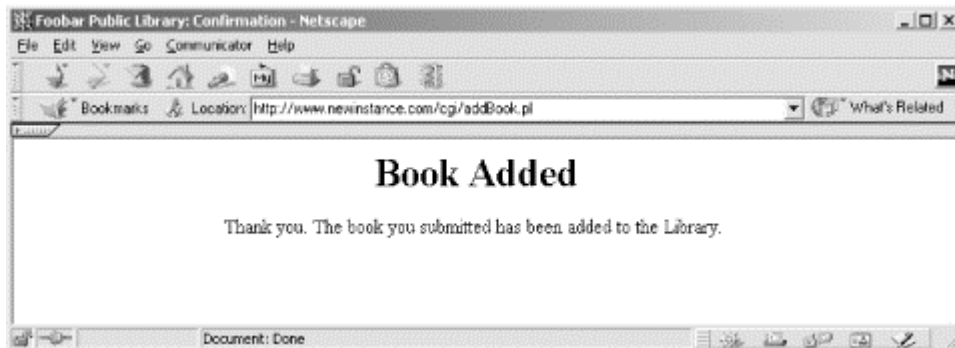 Foobar Public Library: Confirmation - Netscape
File Edit View Go Communicator Help
Bookmarks Location: http://www.newinstance.com/cgi/addBook.pl What's Related
Book Added
Thank you. The book you submitted has been added to the Library.
Document: Done